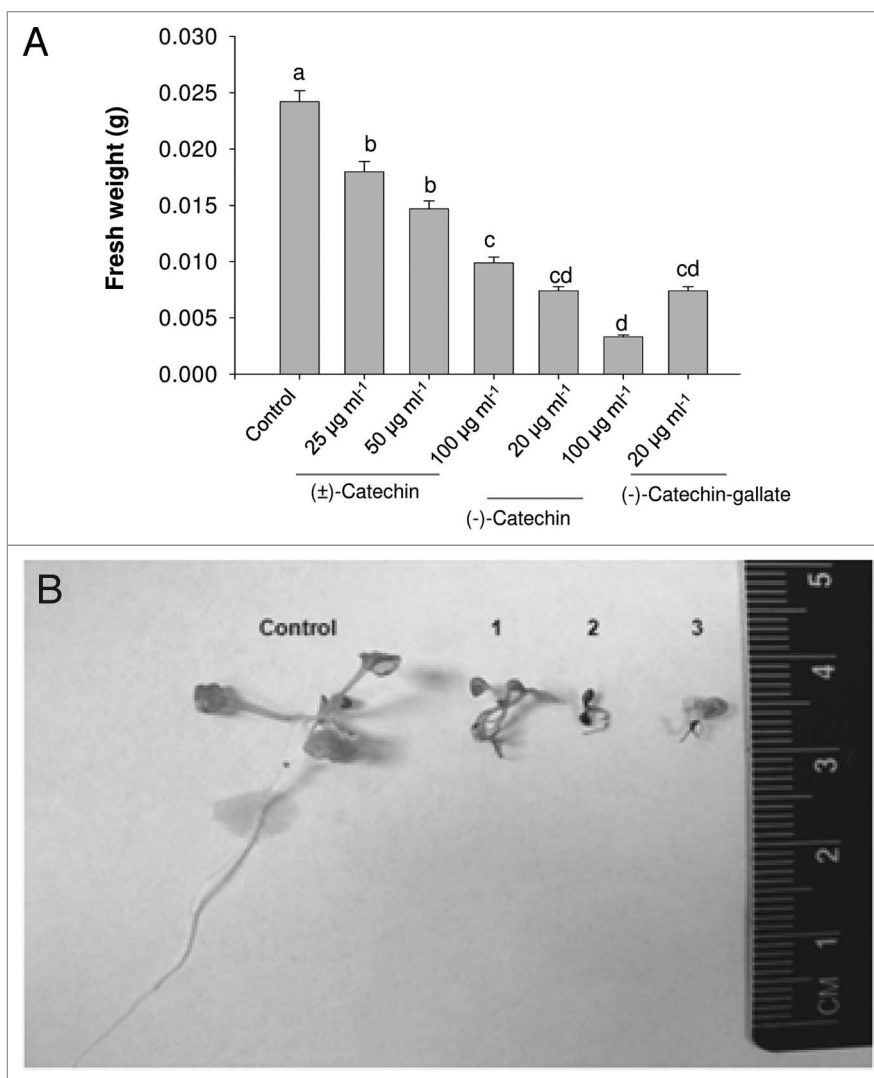 A
Fresh weight (g)
0.030
0.025
0.020
0.015
0.010
0.005
0.000
a
b
b
c
cd
d
cd
Control
25 µg ml⁻¹
50 µg ml⁻¹
100 µg ml⁻¹
20 µg ml⁻¹
100 µg ml⁻¹
20 µg ml⁻¹
(±)-Catechin
(-)-Catechin
(-)-Catechin-gallate
B
Control
1
2
3
5
4
3
2
1
CM